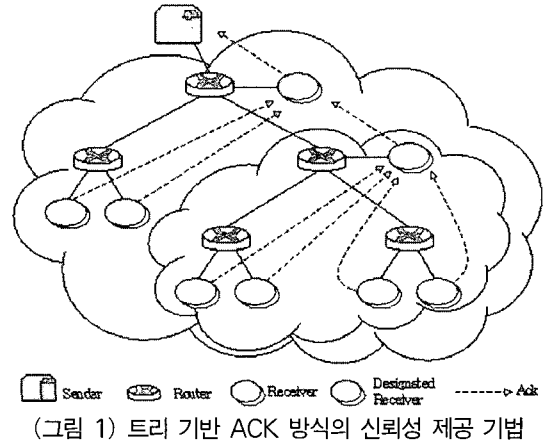 Sender Router Receiver Designated Receiver Ack
(그림 1) 트리 기반 ACK 방식의 신뢰성 제공 기법